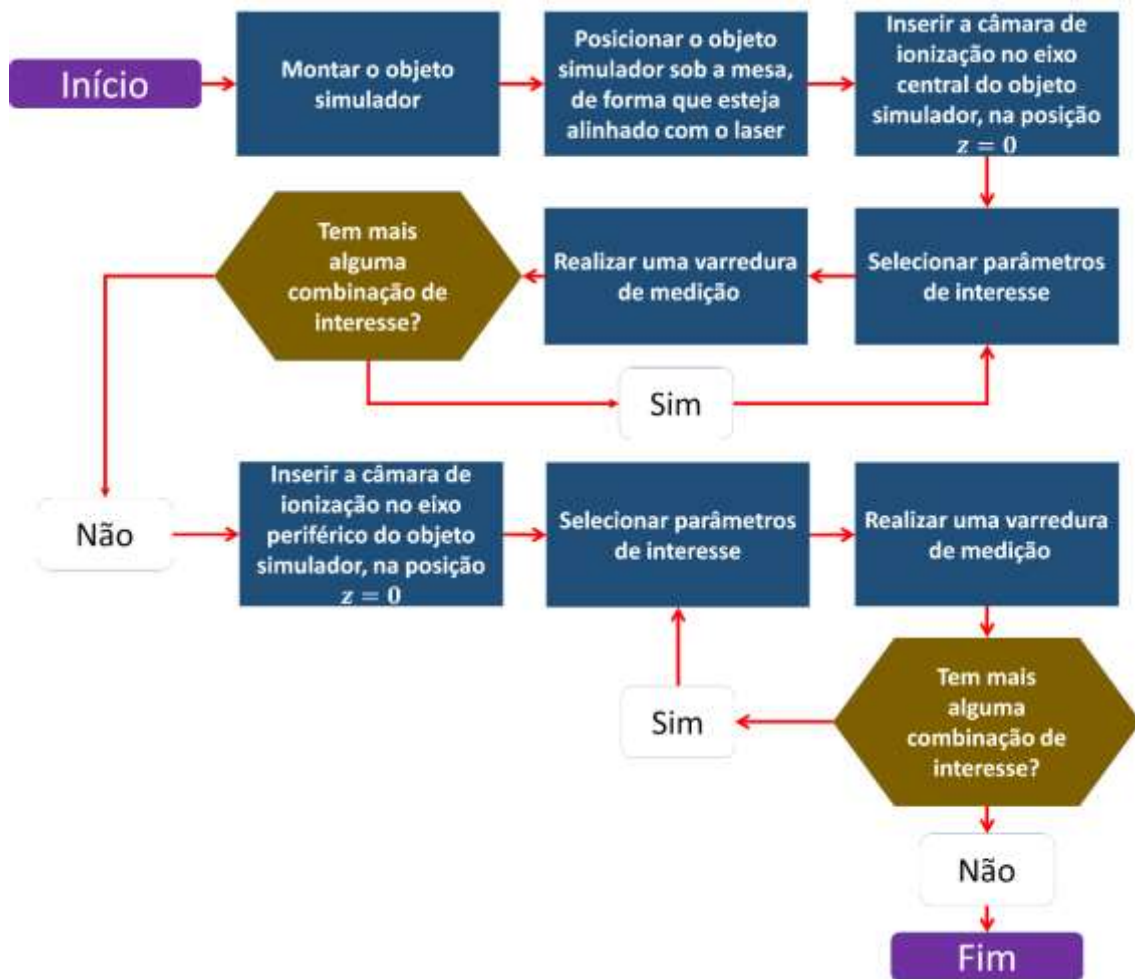 Início
Montar o objeto
simulador
Posicionar o objeto
simulador sob a mesa,
de forma que esteja
alinhado com o laser
Inserir a câmara de
ionização no eixo
central do objeto
simulador, na posição
z = 0
Tem mais
alguma
combinação de
interesse?
Realizar uma varredura
de medição
Selecionar parâmetros
de interesse
Sim
Não
Inserir a câmara de
ionização no eixo
periférico do objeto
simulador, na posição
z = 0
Selecionar parâmetros
de interesse
Realizar uma varredura
de medição
Sim
Tem mais
alguma
combinação de
interesse?
Não
Fim